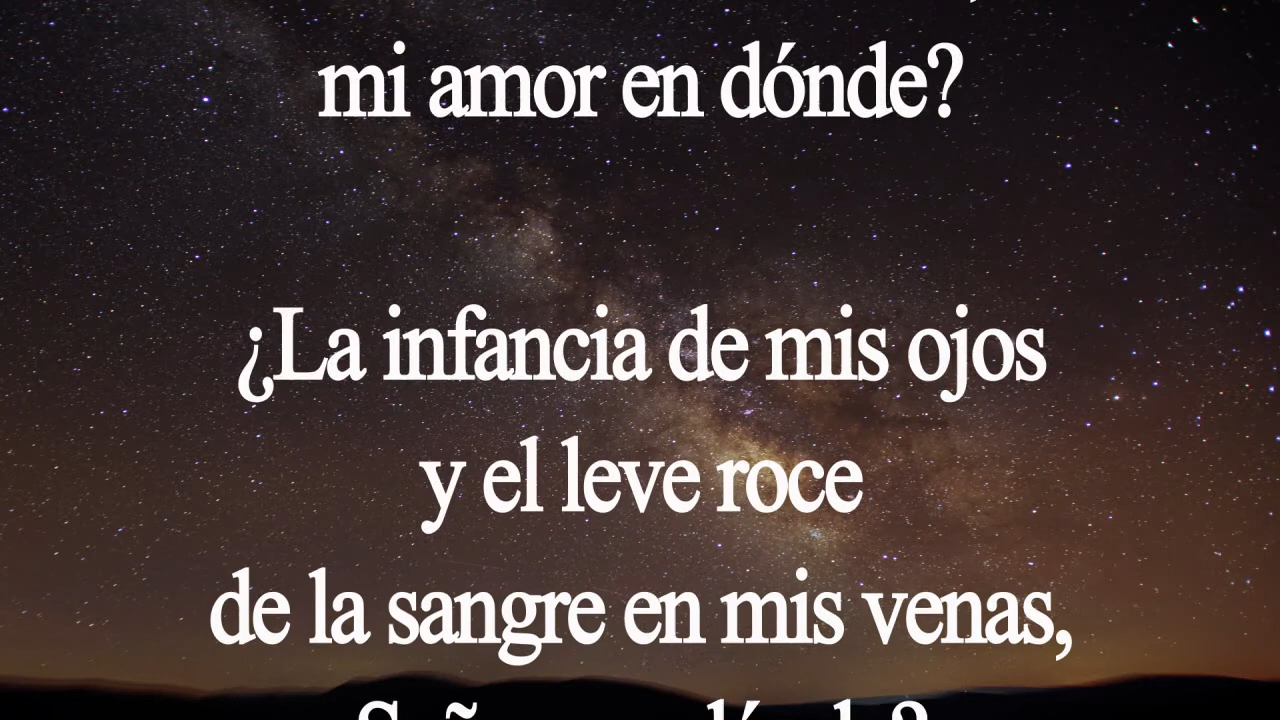 mi amor en dónde?
¿La infancia de mis ojos
y el leve roce
de la sangre en mis venas,